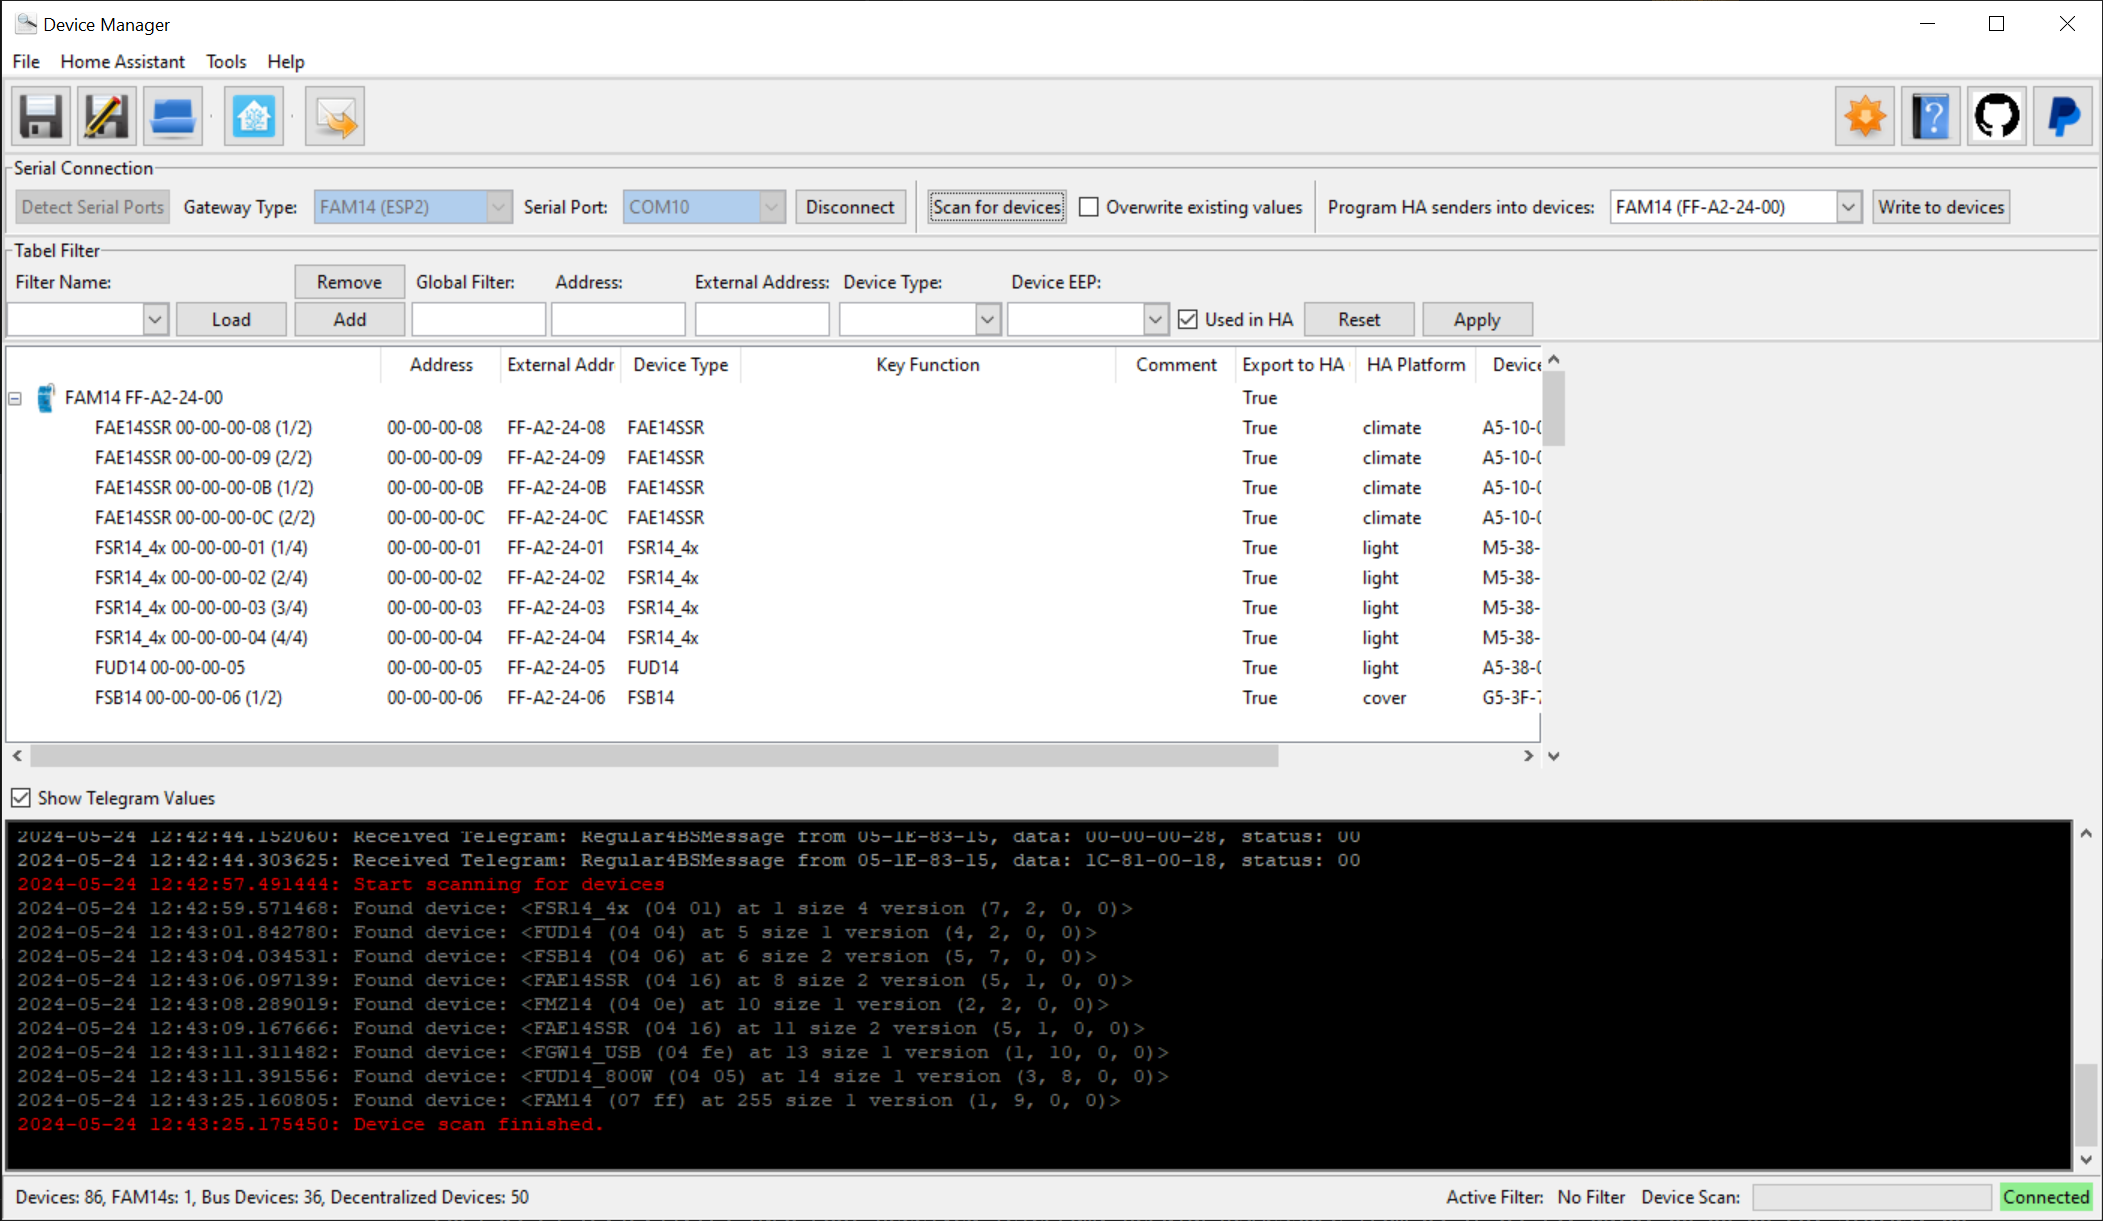 Device Manager
File Home Assistant Tools Help
Serial Connection
Detect Serial Ports Gateway Type: FAM14 (ESP2) Serial Port: COM10 Disconnect Scan for devices Overwrite existing values Program HA senders into devices: FAM14 (FF-A2-24-00) Write to devices
Tabel Filter
Filter Name: Remove Global Filter: Address: External Address: Device Type: Device EEP:
Load Add Used in HA Reset Apply
Address External Addr Device Type Key Function Comment Export to HA HA Platform Device
FAM14 FF-A2-24-00 True
FAE14SSR 00-00-00-08 (1/2) 00-00-00-08 FF-A2-24-08 FAE14SSR True climate A5-10-0
FAE14SSR 00-00-00-09 (2/2) 00-00-00-09 FF-A2-24-09 FAE14SSR True climate A5-10-0
FAE14SSR 00-00-00-0B (1/2) 00-00-00-0B FF-A2-24-0B FAE14SSR True climate A5-10-0
FAE14SSR 00-00-00-0C (2/2) 00-00-00-0C FF-A2-24-0C FAE14SSR True climate A5-10-0
FSR14_4x 00-00-00-01 (1/4) 00-00-00-01 FF-A2-24-01 FSR14_4x True light M5-38-
FSR14_4x 00-00-00-02 (2/4) 00-00-00-02 FF-A2-24-02 FSR14_4x True light M5-38-
FSR14_4x 00-00-00-03 (3/4) 00-00-00-03 FF-A2-24-03 FSR14_4x True light M5-38-
FSR14_4x 00-00-00-04 (4/4) 00-00-00-04 FF-A2-24-04 FSR14_4x True light M5-38-
FUD14 00-00-00-05 00-00-00-05 FF-A2-24-05 FUD14 True light A5-38-0
FSB14 00-00-00-06 (1/2) 00-00-00-06 FF-A2-24-06 FSB14 True cover G5-3F-7
Show Telegram Values
2024-05-24 12:42:44.152060: Received Telegram: Regular4BSMessage from 05-1E-83-15, data: 00-00-00-28, status: 00
2024-05-24 12:42:44.303625: Received Telegram: Regular4BSMessage from 05-1E-83-15, data: 1C-81-00-18, status: 00
2024-05-24 12:42:57.491444: Start scanning for devices
2024-05-24 12:42:59.571468: Found device: <FSR14_4x (04 01) at 1 size 4 version (7, 2, 0, 0)>
2024-05-24 12:43:01.842780: Found device: <FUD14 (04 04) at 5 size 1 version (4, 2, 0, 0)>
2024-05-24 12:43:04.034531: Found device: <FSB14 (04 06) at 6 size 2 version (5, 7, 0, 0)>
2024-05-24 12:43:06.097139: Found device: <FAE14SSR (04 16) at 8 size 2 version (5, 1, 0, 0)>
2024-05-24 12:43:08.289019: Found device: <FMZ14 (04 0e) at 10 size 1 version (2, 2, 0, 0)>
2024-05-24 12:43:09.167666: Found device: <FAE14SSR (04 16) at 11 size 2 version (5, 1, 0, 0)>
2024-05-24 12:43:11.311482: Found device: <FGW14_USB (04 fe) at 13 size 1 version (1, 10, 0, 0)>
2024-05-24 12:43:11.391556: Found device: <FUD14_800W (04 05) at 14 size 1 version (3, 8, 0, 0)>
2024-05-24 12:43:25.160805: Found device: <FAM14 (07 ff) at 255 size 1 version (1, 9, 0, 0)>
2024-05-24 12:43:25.175450: Device scan finished.
Devices: 86, FAM14s: 1, Bus Devices: 36, Decentralized Devices: 50 Active Filter: No Filter Device Scan: Connected